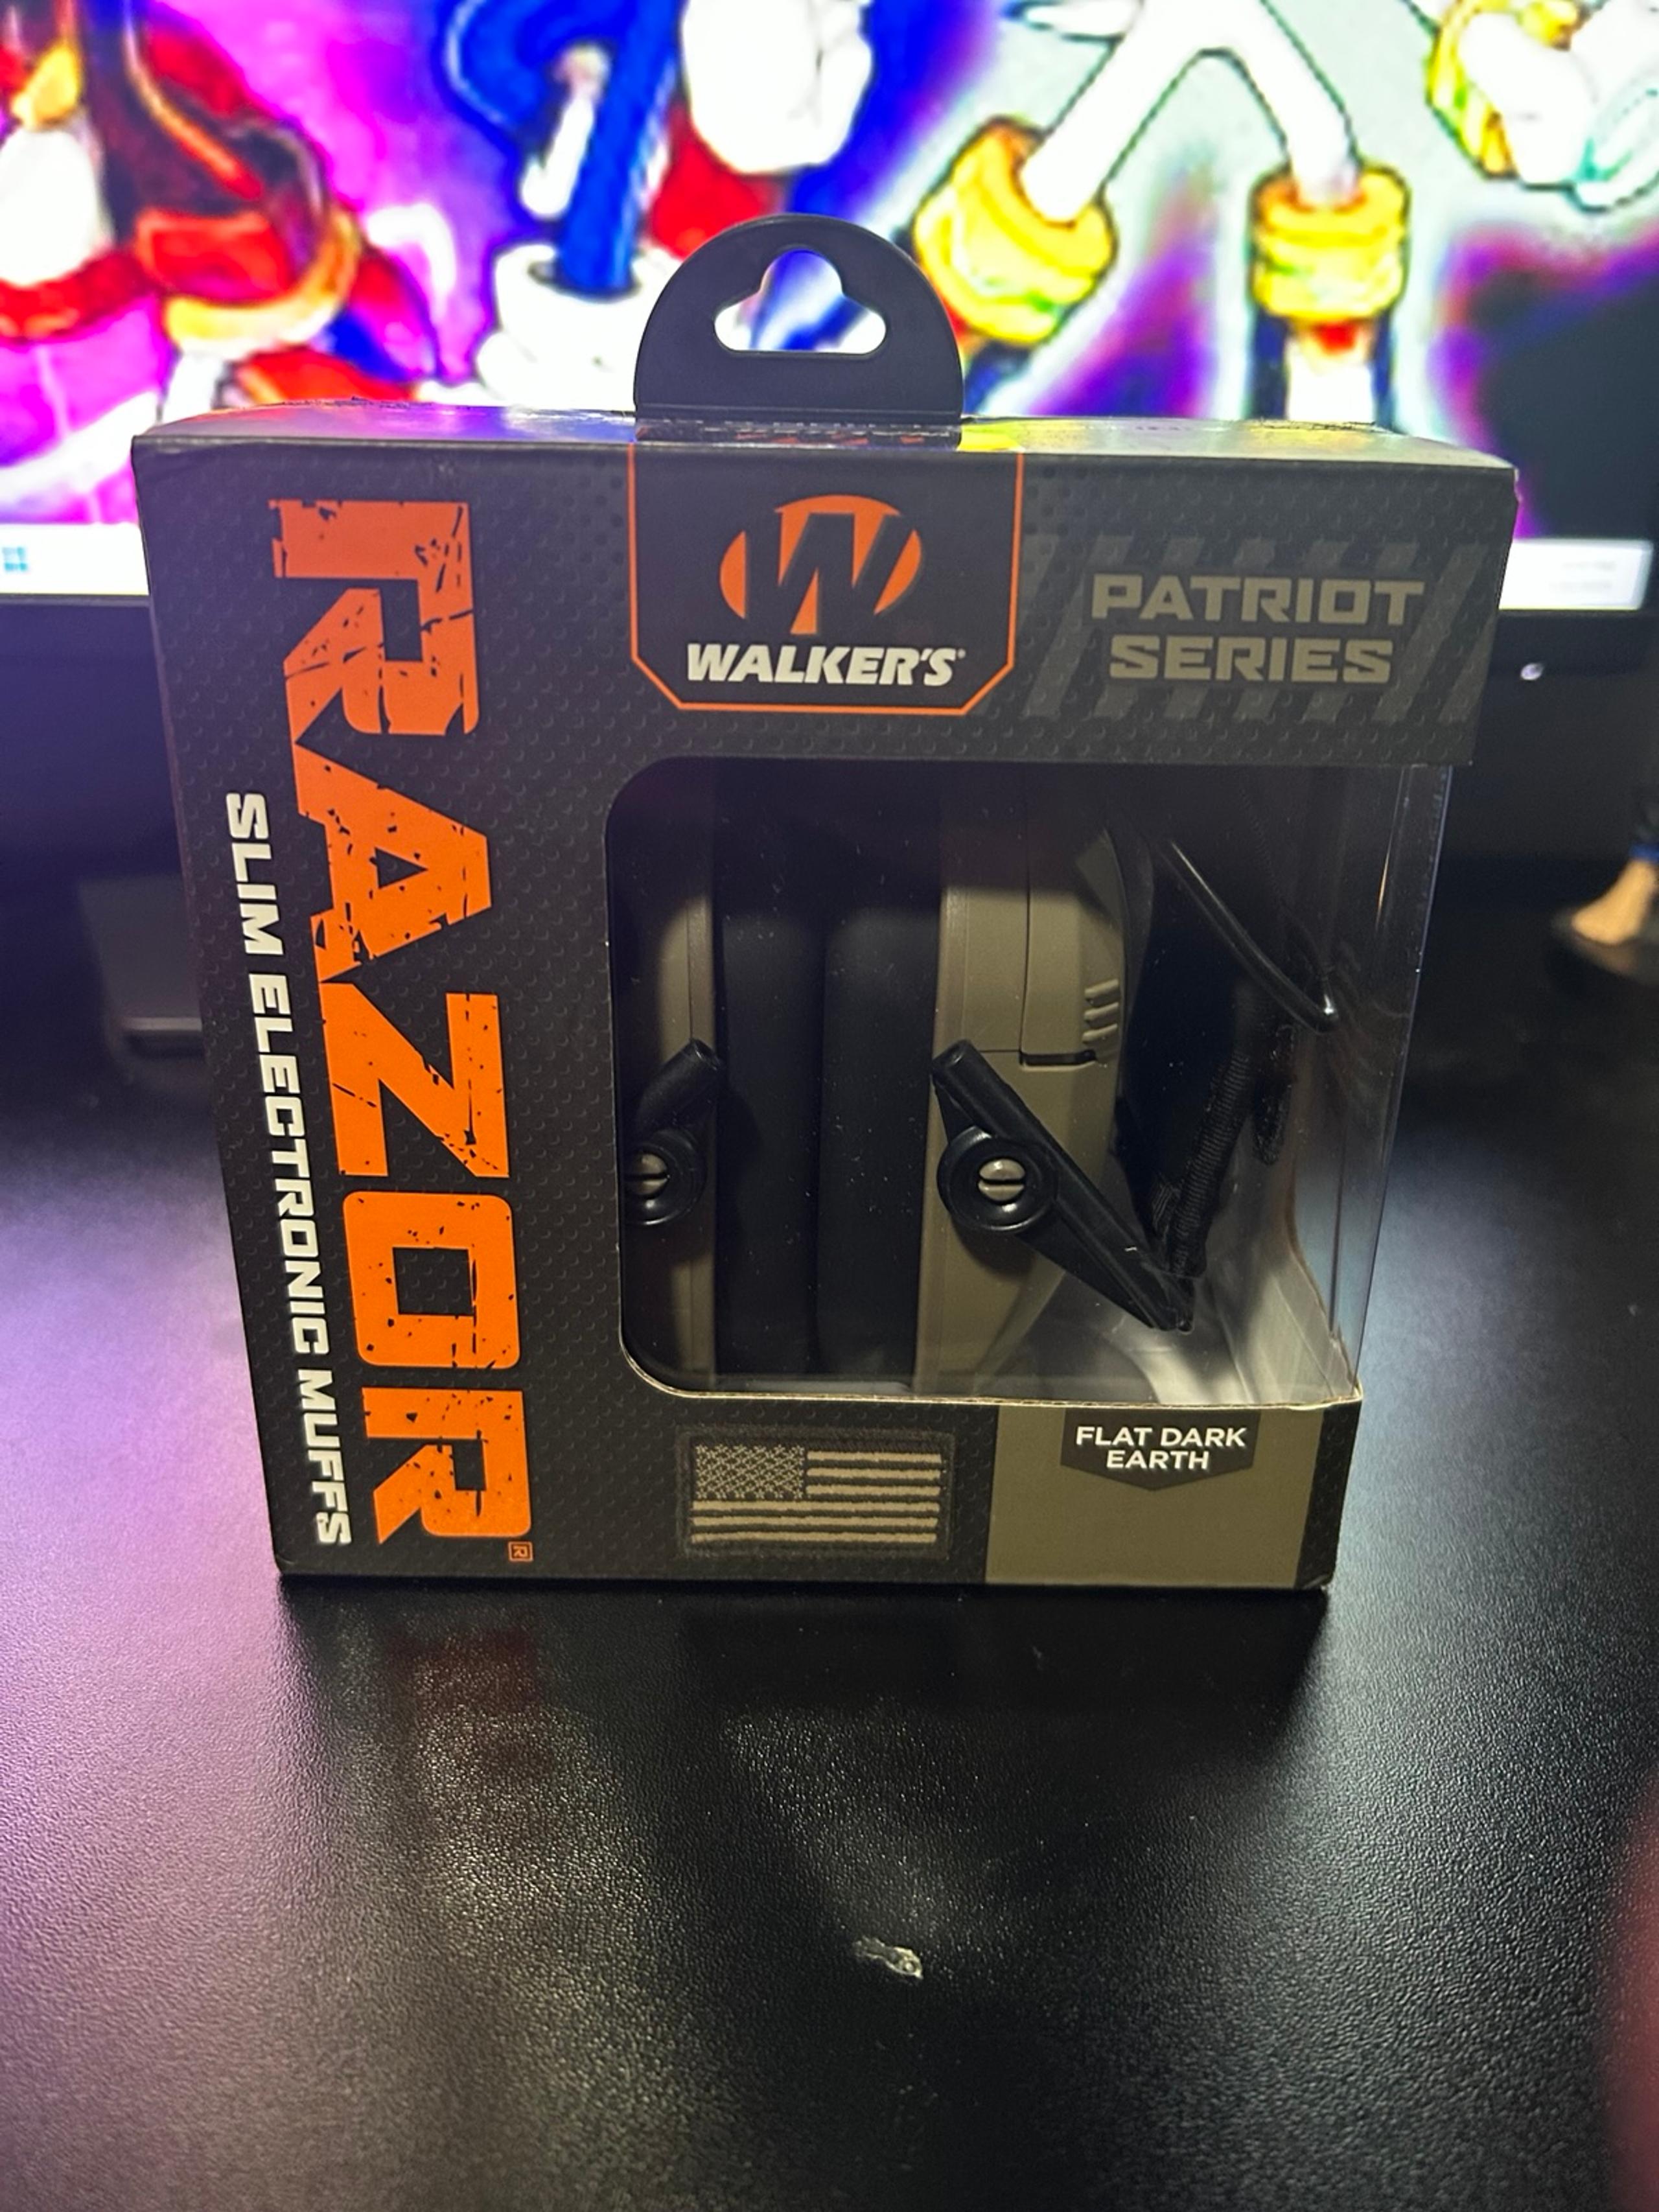 W
WALKER'S
PATRIOT
SERIES
RAZOR®
SLIM ELECTRONIC MUFFS
FLAT DARK
EARTH